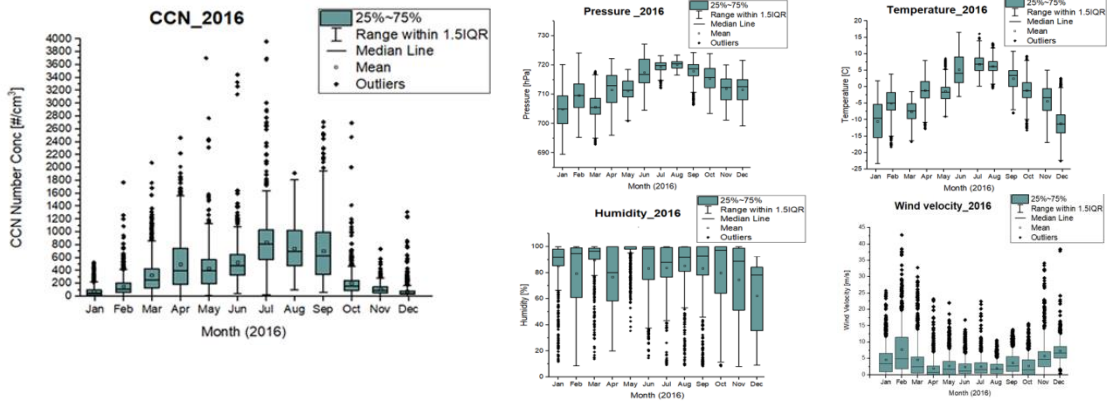 CCN_2016
25%~75%
Range within 1.5IQR
Median Line
Mean
Outliers
CCN Number Conc [#/cm³]
4000
3800
3600
3400
3200
3000
2800
2600
2400
2200
2000
1800
1600
1400
1200
1000
800
600
400
200
0
Jan Feb Mar Apr May Jun Jul Aug Sep Oct Nov Dec
Month (2016)
Pressure _2016
25%~75%
Range within 1.5IQR
Median Line
Mean
Outliers
Pressure [hPa]
730
720
710
700
690
Jan Feb Mar Apr May Jun Jul Aug Sep Oct Nov Dec
Month (2016)
Temperature_2016
25%~75%
Range within 1.5IQR
Median Line
Mean
Outliers
Temperature [C]
20
15
10
5
0
-5
-10
-15
-20
-25
Jan Feb Mar Apr May Jun Jul Aug Sep Oct Nov Dec
Month (2016)
Humidity_2016
25%~75%
Range within 1.5IQR
Median Line
Mean
Outliers
Humidity [%]
100
80
60
40
20
0
Jan Feb Mar Apr May Jun Jul Aug Sep Oct Nov Dec
Month (2016)
Wind velocity_2016
25%~75%
Range within 1.5IQR
Median Line
Mean
Outliers
Wind Velocity [m/s]
45
40
35
30
25
20
15
10
5
0
Jan Feb Mar Apr May Jun Jul Aug Sep Oct Nov Dec
Month (2016)